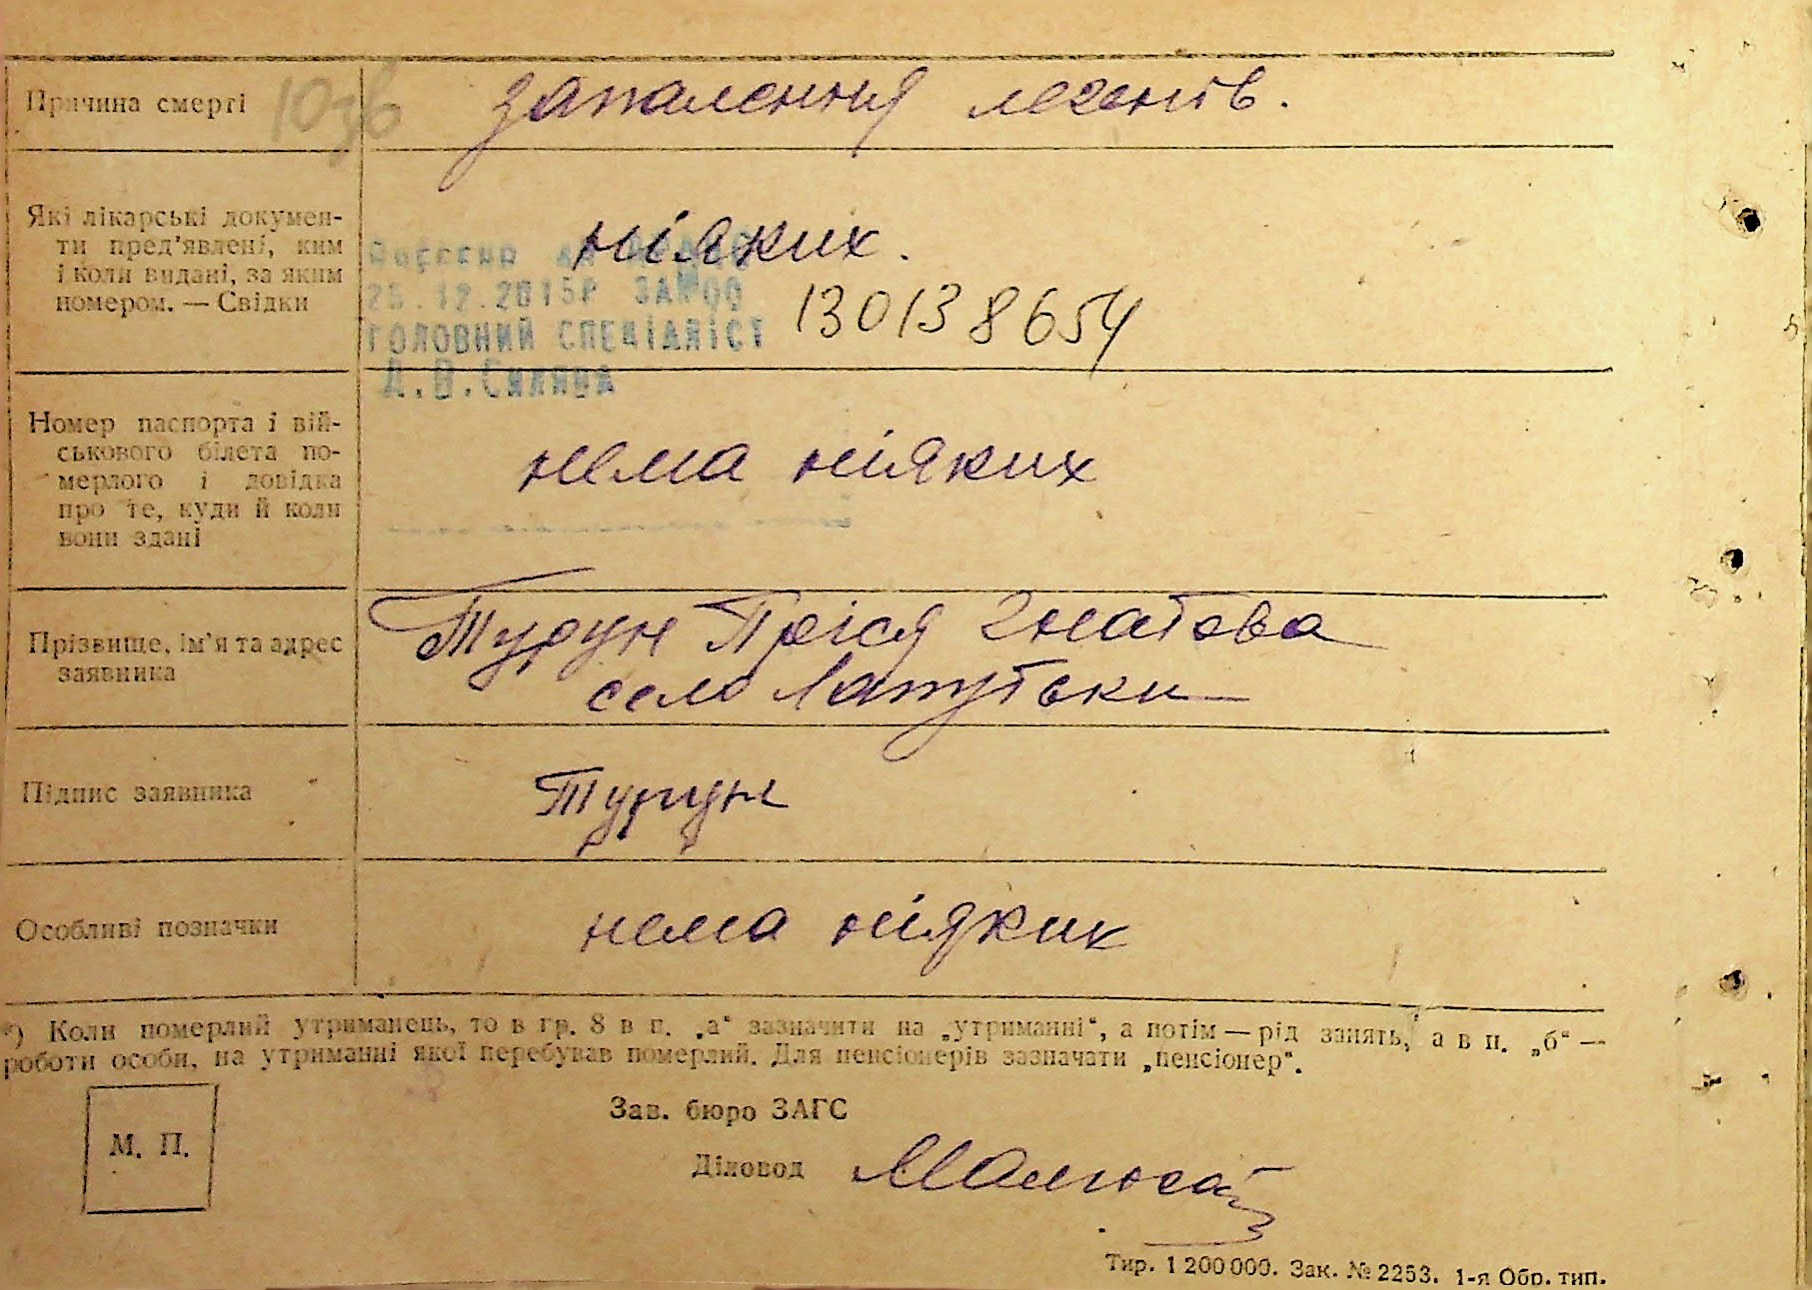 Причина смерті
запалення легенів.
Які лікарські докумен-
ти пред'явлені, ким
і коли видані, за яким
номером. — Свідки
ніяких.
25.12.2015р ЗА №00
130138654
ГОЛОВНИЙ СПЕЦІАЛІСТ
Номер паспорта і вій-
ськового білета по-
мерлого і довідка
про те, куди й коли
вони здані
нема ніяких
Прізвище, ім'я та адрес
заявника
Турун Пріся Гнатова
село Лапутьки
Підпис заявника
Турун
Особливі позначки
нема ніяких
*) Коли померлий утриманець, то в гр. 8 в п. „а“ зазначити на „утриманні“, а потім — рід занять, а в п. „б“ —
роботи особи, на утриманні якої перебував померлий. Для пенсіонерів зазначати „пенсіонер“.
М. П.
Зав. бюро ЗАГС
Діловод
Тир. 1 200 000. Зак. № 2253. 1-я Обр. тип.